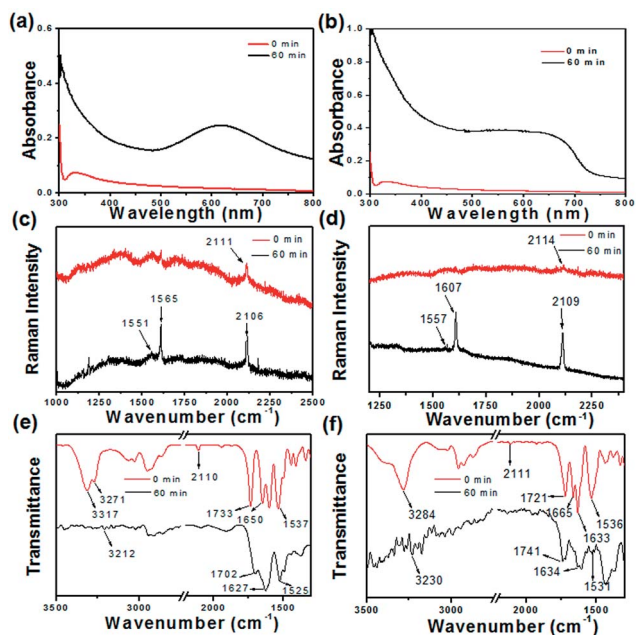 (a)
0 min
60 min
Absorbance
0.6
0.4
0.2
0.0
300 400 500 600 700 800
Wavelength (nm)
(b)
0 min
60 min
Absorbance
1.0
0.8
0.6
0.4
0.2
0.0
300 400 500 600 700 800
Wavelength (nm)
(c)
0 min
60 min
2111
1565
1551
2106
Raman Intensity
1000 1250 1500 1750 2000 2250 2500
Wavenumber (cm-1)
(d)
0 min
60 min
2114
1607
1557
2109
Raman Intensity
1200 1500 1800 2100
Wavenumber (cm-1)
(e)
0 min
60 min
3271
3317
2110
1733
1650
1537
3212
1702
1627
1525
Transmittance
3500 3000 2000 1500
Wavenumber (cm-1)
(f)
0 min
60 min
3284
2111
1721
1665
1633
1536
3230
1741
1634
1531
Transmittance
3500 3000 2000 1500
Wavenumber (cm-1)